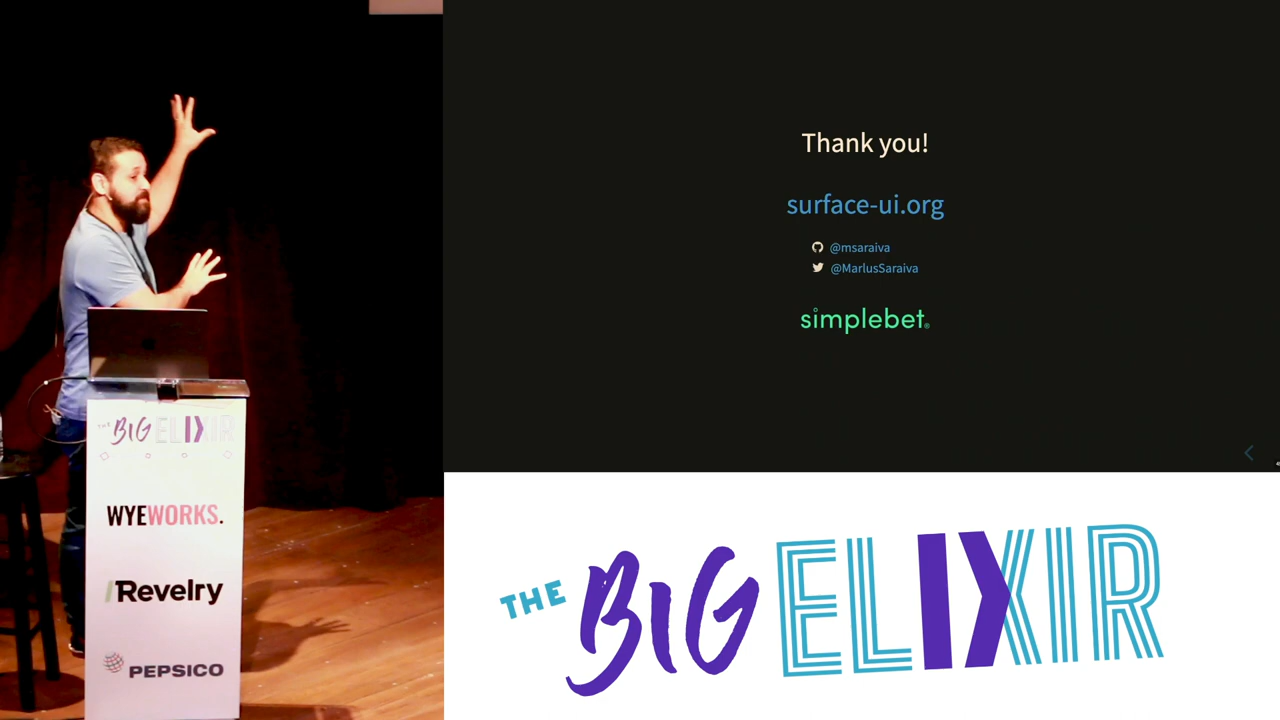 Thank you!
surface-ui.org
@msaraiva
@MarlusSaraiva
simplebet®
THE BIG ELIXIR
WYEWORKS.
Revelry
PEPSICO
THE BIG ELIXIR